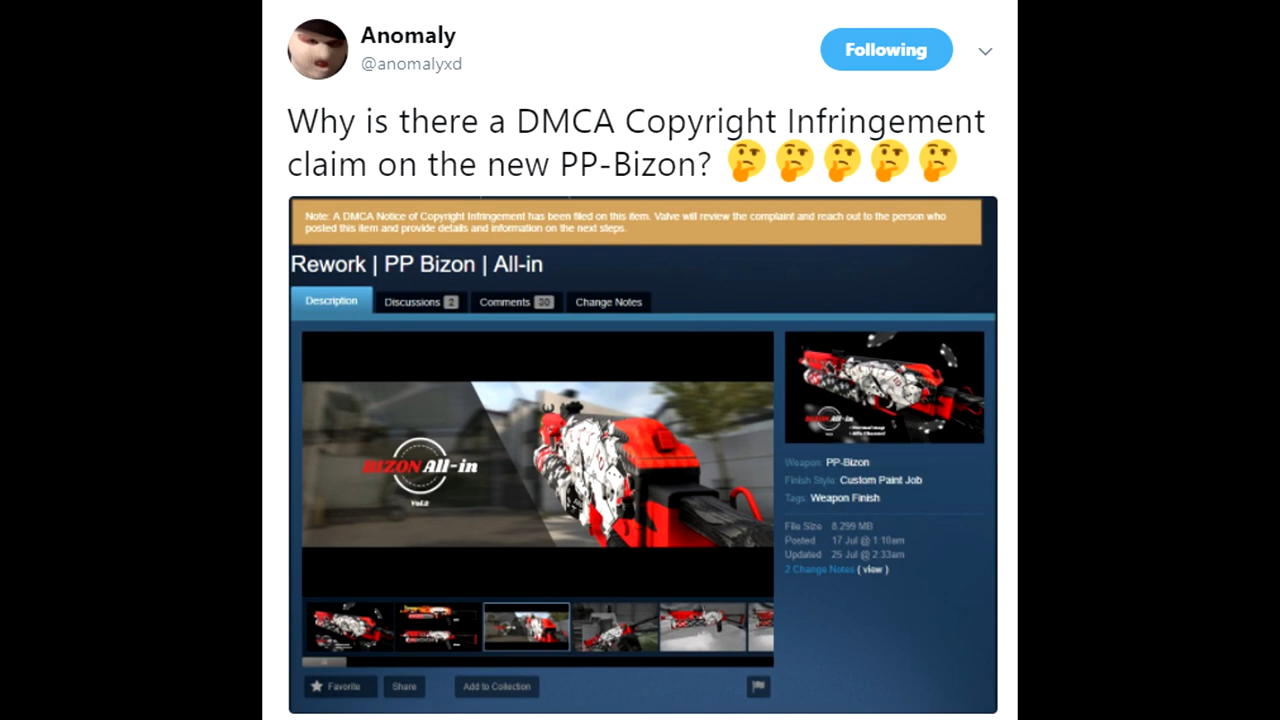 Anomaly
@anomalyxd
Following
Why is there a DMCA Copyright Infringement
claim on the new PP-Bizon? 🤔🤔🤔🤔🤔
Note: A DMCA Notice of Copyright Infringement has been filed on this item. Valve will review the complaint and reach out to the person who
posted this item and provide details and information on the next steps.
Rework | PP Bizon | All-in
Description
Discussions 2
Comments 30
Change Notes
BIZON All-in
Vol.2
BIZON All-in
Weapon: PP-Bizon
Finish Style: Custom Paint Job
Tags: Weapon Finish
File Size 8.299 MB
Posted 17 Jul @ 1:10am
Updated 25 Jul @ 2:33am
2 Change Notes ( view )
Favorite
Share
Add to Collection